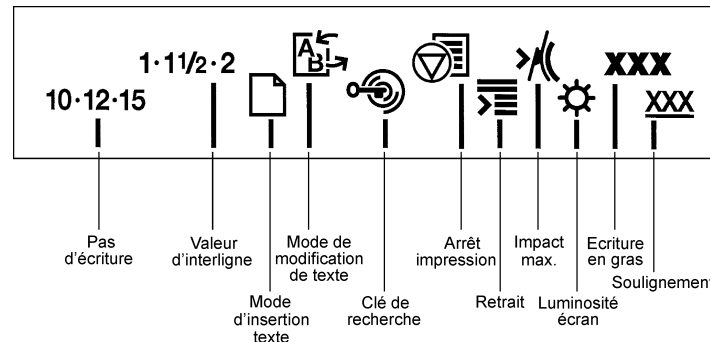 1·1½·2
10·12·15
A
B
XXX
XXX
Pas
d'écriture
Valeur
d'interligne
Mode de
modification
de texte
Arrêt
impression
Impact
max.
Ecriture
en gras
Soulignement
Mode
d'insertion
texte
Clé de
recherche
Retrait
Luminosité
écran